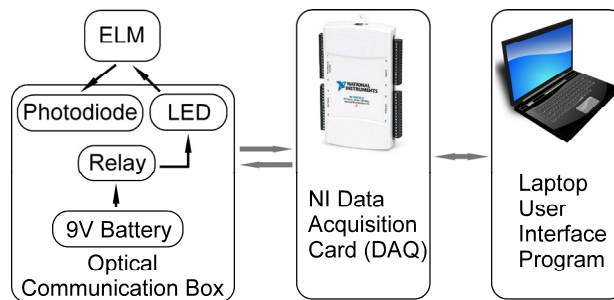 ELM
Photodiode
LED
Relay
9V Battery
Optical
Communication Box
NATIONAL
INSTRUMENTS
NI Data
Acquisition
Card (DAQ)
Laptop
User
Interface
Program